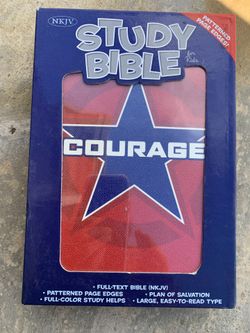 NKJV
STUDY
BIBLE
for Kids
PATTERNED
PAGE EDGES!
COURAGE
• FULL-TEXT BIBLE (NKJV)
• PATTERNED PAGE EDGES • PLAN OF SALVATION
• FULL-COLOR STUDY HELPS • LARGE, EASY-TO-READ TYPE